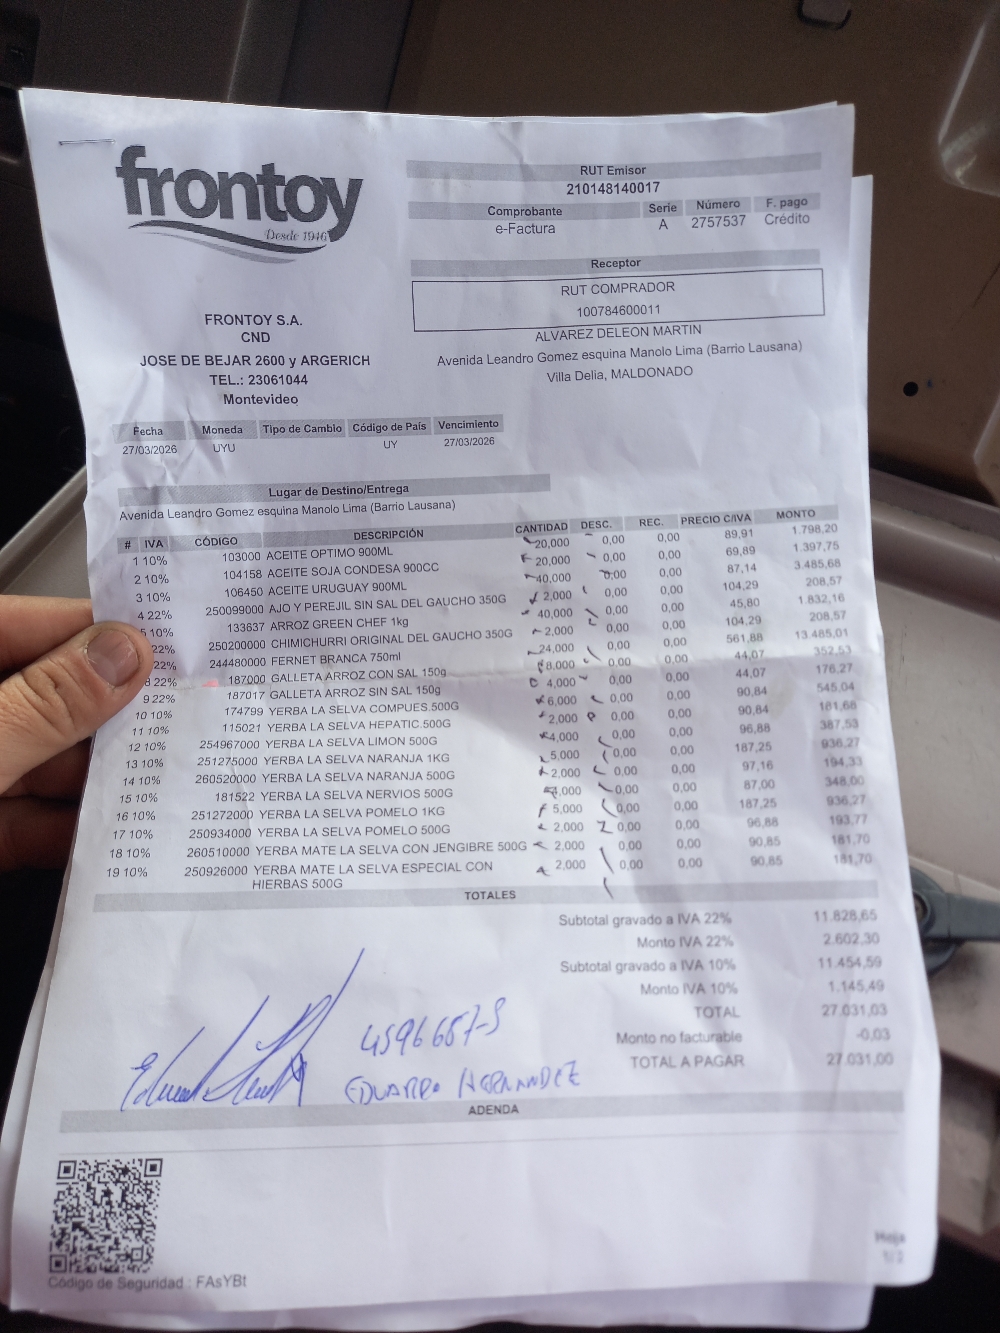 frontoy
Desde 1946
RUT Emisor
210148140017
Comprobante Serie Número F. pago
e-Factura A 2757537 Crédito
Receptor
RUT COMPRADOR
100784600011
ALVAREZ DELEON MARTIN
Avenida Leandro Gomez esquina Manolo Lima (Barrio Lausana)
Villa Delia, MALDONADO
FRONTOY S.A.
CND
JOSE DE BEJAR 2600 y ARGERICH
TEL.: 23061044
Montevideo
Fecha Moneda Tipo de Cambio Código de País Vencimiento
27/03/2026 UYU UY 27/03/2026
Lugar de Destino/Entrega
Avenida Leandro Gomez esquina Manolo Lima (Barrio Lausana)
# IVA CÓDIGO DESCRIPCIÓN CANTIDAD DESC. REC. PRECIO C/IVA MONTO
1 10% 103000 ACEITE OPTIMO 900ML 20,000 0,00 0,00 89,91 1.798,20
2 10% 104158 ACEITE SOJA CONDESA 900CC 20,000 0,00 0,00 69,89 1.397,75
3 10% 106450 ACEITE URUGUAY 900ML 40,000 0,00 0,00 87,14 3.485,68
4 22% 250099000 AJO Y PEREJIL SIN SAL DEL GAUCHO 350G 2,000 0,00 0,00 104,29 208,57
5 10% 133637 ARROZ GREEN CHEF 1kg 40,000 0,00 0,00 45,80 1.832,16
22% 250200000 CHIMICHURRI ORIGINAL DEL GAUCHO 350G 2,000 0,00 0,00 104,29 208,57
22% 244480000 FERNET BRANCA 750ml 24,000 0,00 0,00 561,88 13.485,01
8 22% 187000 GALLETA ARROZ CON SAL 150g 8,000 0,00 0,00 44,07 352,53
9 22% 187017 GALLETA ARROZ SIN SAL 150g 4,000 0,00 0,00 44,07 176,27
10 10% 174799 YERBA LA SELVA COMPUES.500G 6,000 0,00 0,00 90,84 545,04
11 10% 115021 YERBA LA SELVA HEPATIC.500G 2,000 0,00 0,00 90,84 181,68
12 10% 254967000 YERBA LA SELVA LIMON 500G 4,000 0,00 0,00 96,88 387,53
13 10% 251275000 YERBA LA SELVA NARANJA 1KG 5,000 0,00 0,00 187,25 936,27
14 10% 260520000 YERBA LA SELVA NARANJA 500G 2,000 0,00 0,00 97,16 194,33
15 10% 181522 YERBA LA SELVA NERVIOS 500G 4,000 0,00 0,00 87,00 348,00
16 10% 251272000 YERBA LA SELVA POMELO 1KG 5,000 0,00 0,00 187,25 936,27
17 10% 250934000 YERBA LA SELVA POMELO 500G 2,000 0,00 0,00 96,88 193,77
18 10% 260510000 YERBA MATE LA SELVA CON JENGIBRE 500G 2,000 0,00 0,00 90,85 181,70
19 10% 250926000 YERBA MATE LA SELVA ESPECIAL CON 2,000 0,00 0,00 90,85 181,70
HIERBAS 500G
TOTALES
Subtotal gravado a IVA 22% 11.828,65
Monto IVA 22% 2.602,30
Subtotal gravado a IVA 10% 11.454,59
Monto IVA 10% 1.145,49
TOTAL 27.031,03
Monto no facturable -0,03
TOTAL A PAGAR 27.031,00
4596657-9
EDUARDO HERNANDEZ
ADENDA
Código de Seguridad : FAsYBt
Hoja
1/2